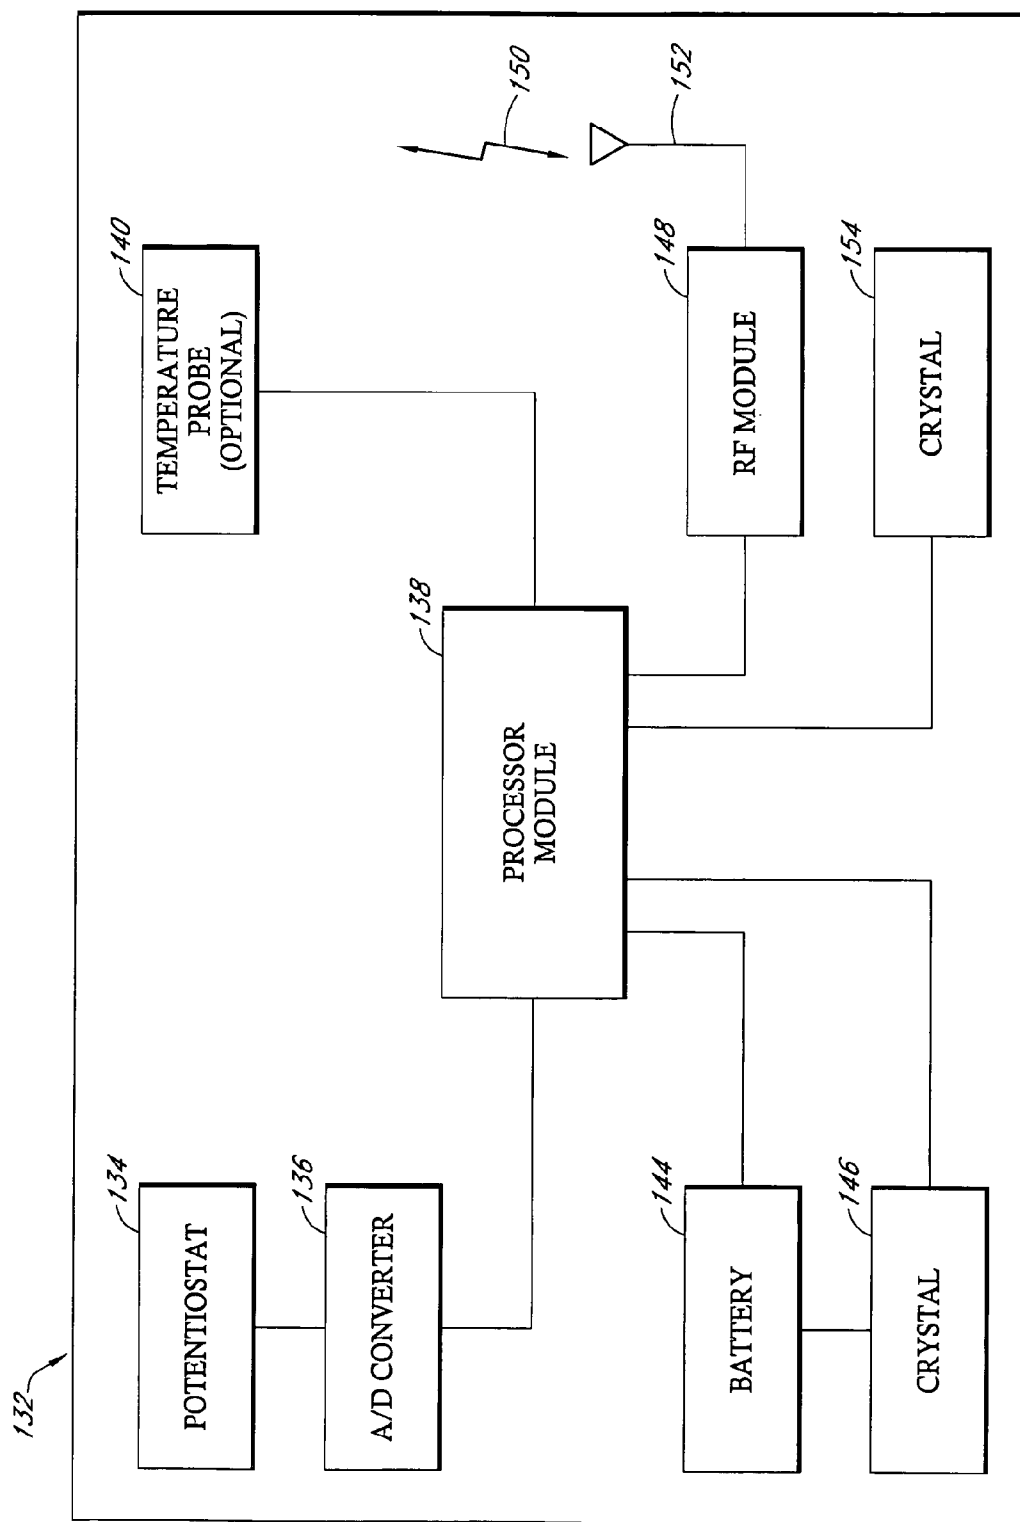 132
134
POTENTIOSTAT
136
A/D CONVERTER
138
PROCESSOR
MODULE
140
TEMPERATURE
PROBE
(OPTIONAL)
144
BATTERY
146
CRYSTAL
148
RF MODULE
150
152
154
CRYSTAL